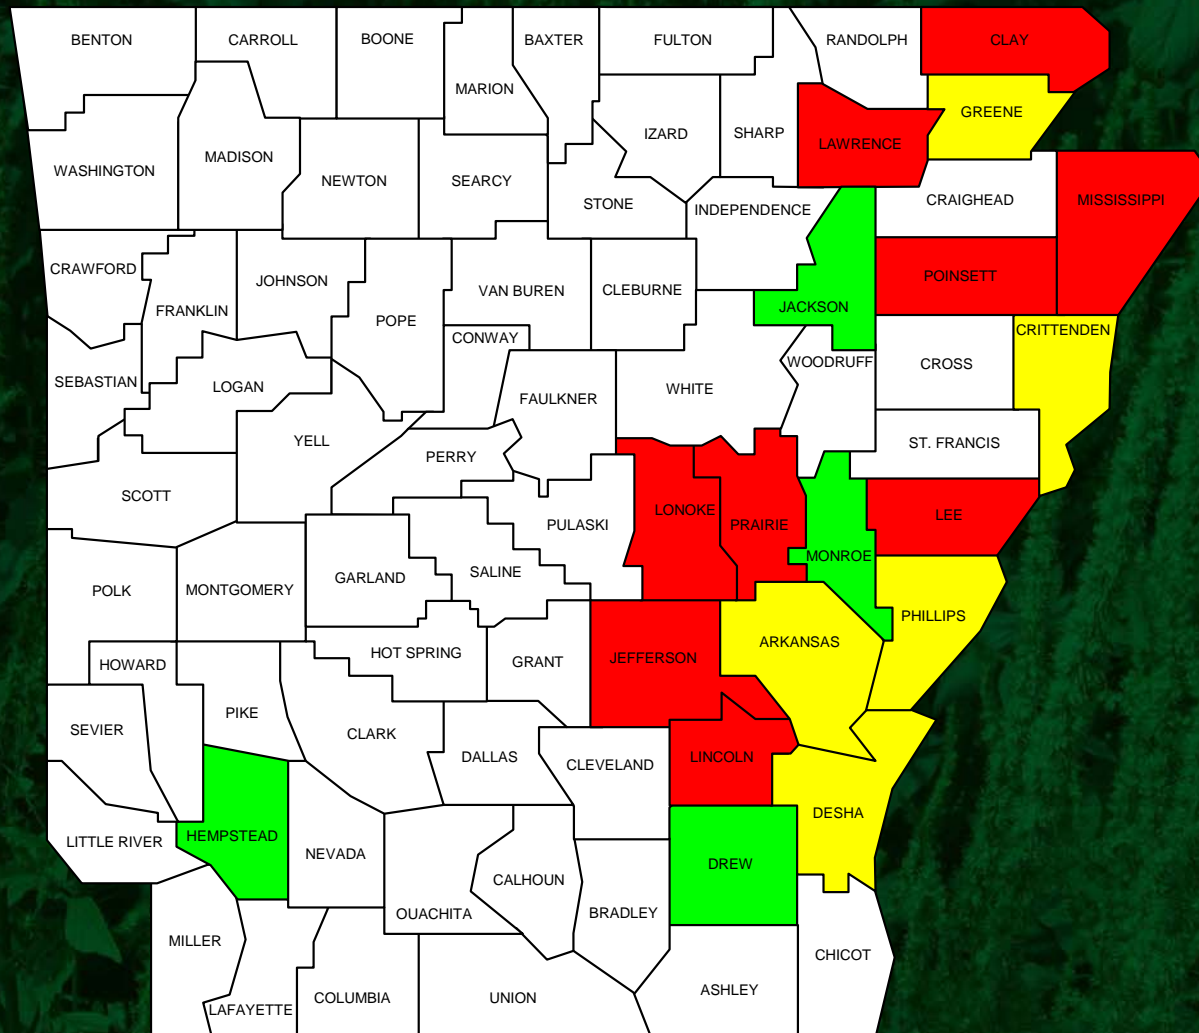 BENTON
CARROLL
BOONE
BAXTER
FULTON
RANDOLPH
CLAY
MARION
GREENE
IZARD
SHARP
LAWRENCE
WASHINGTON
MADISON
NEWTON
SEARCY
STONE
INDEPENDENCE
CRAIGHEAD
MISSISSIPPI
CRAWFORD
FRANKLIN
JOHNSON
POPE
VAN BUREN
CLEBURNE
JACKSON
POINSETT
CONWAY
CRITTENDEN
SEBASTIAN
LOGAN
FAULKNER
WHITE
WOODRUFF
CROSS
YELL
PERRY
ST. FRANCIS
SCOTT
PULASKI
LONOKE
PRAIRIE
LEE
MONROE
POLK
MONTGOMERY
GARLAND
SALINE
PHILLIPS
ARKANSAS
HOWARD
HOT SPRING
GRANT
JEFFERSON
SEVIER
PIKE
CLARK
DALLAS
CLEVELAND
LINCOLN
DESHA
LITTLE RIVER
HEMPSTEAD
NEVADA
DREW
CALHOUN
OUACHITA
BRADLEY
MILLER
CHICOT
LAFAYETTE
COLUMBIA
UNION
ASHLEY